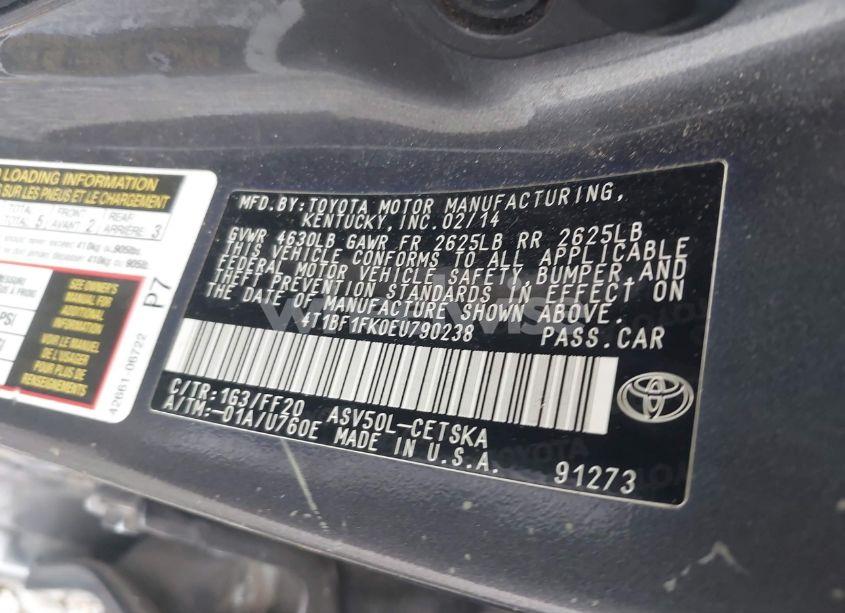 LOADING INFORMATION
SUR LES PNEUS ET LE CHARGEMENT
TOTAL 5 FRONT AVANT 2 REAR ARRIÈRE 3
410kg 905lbs.
SEE OWNER'S
MANUAL FOR
ADDITIONAL
INFORMATION
VOIR LE MANUEL
DE L'USAGER
POUR PLUS DE
RENSEIGNEMENTS
P7
42661-06722
MFD.BY:TOYOTA MOTOR MANUFACTURING,
KENTUCKY,INC.02/14
GVWR 4630LB GAWR FR 2625LB RR 2625LB
THIS VEHICLE CONFORMS TO ALL APPLICABLE
FEDERAL MOTOR VEHICLE SAFETY,BUMPER,AND
THEFT PREVENTION STANDARDS IN EFFECT ON
THE DATE OF MANUFACTURE SHOWN ABOVE.
4T1BF1FK0EU790238 PASS.CAR
C/TR:163/FF20 ASV50L-CETSKA
A/TM:-01A/U760E MADE IN U.S.A.
91273
TOYOTA